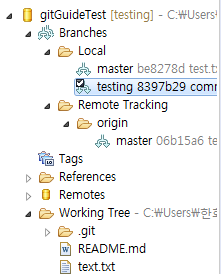 gitGuideTest [testing] - C:₩Users₩
Branches
Local
master be8278d test.tx
testing 8397b29 comm
Remote Tracking
origin
master 06b15a6 te
Tags
References
Remotes
Working Tree - C:₩Users₩한
.git
README.md
text.txt